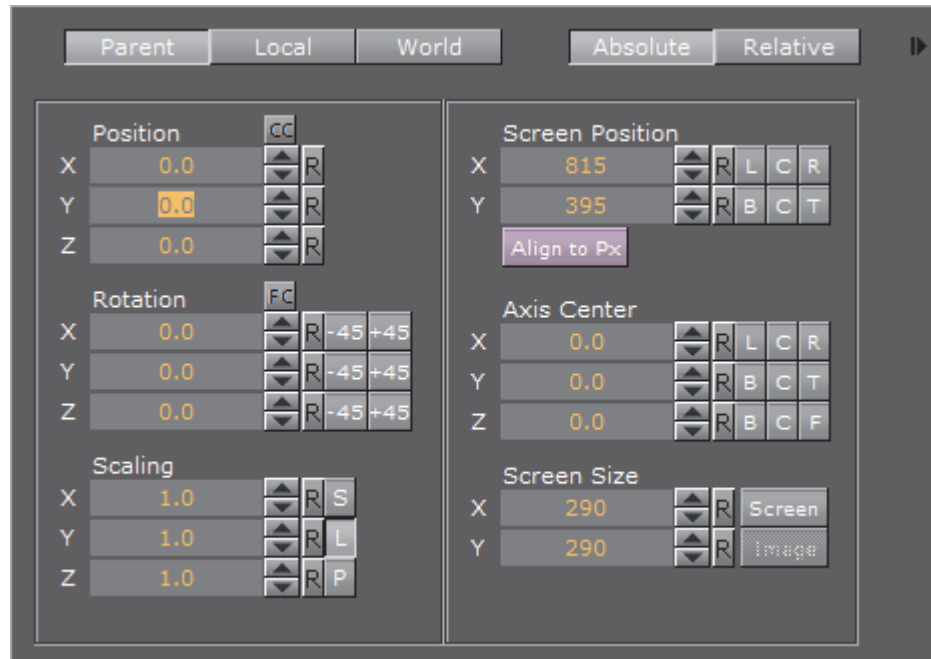 Parent Local World Absolute Relative
Position CC
X 0.0 R
Y 0.0 R
Z 0.0 R
Rotation FC
X 0.0 R -45 +45
Y 0.0 R -45 +45
Z 0.0 R -45 +45
Scaling
X 1.0 R S
Y 1.0 R L
Z 1.0 R P
Screen Position
X 815 R L C R
Y 395 R B C T
Align to Px
Axis Center
X 0.0 R L C R
Y 0.0 R B C T
Z 0.0 R B C F
Screen Size
X 290 R Screen
Y 290 R Image